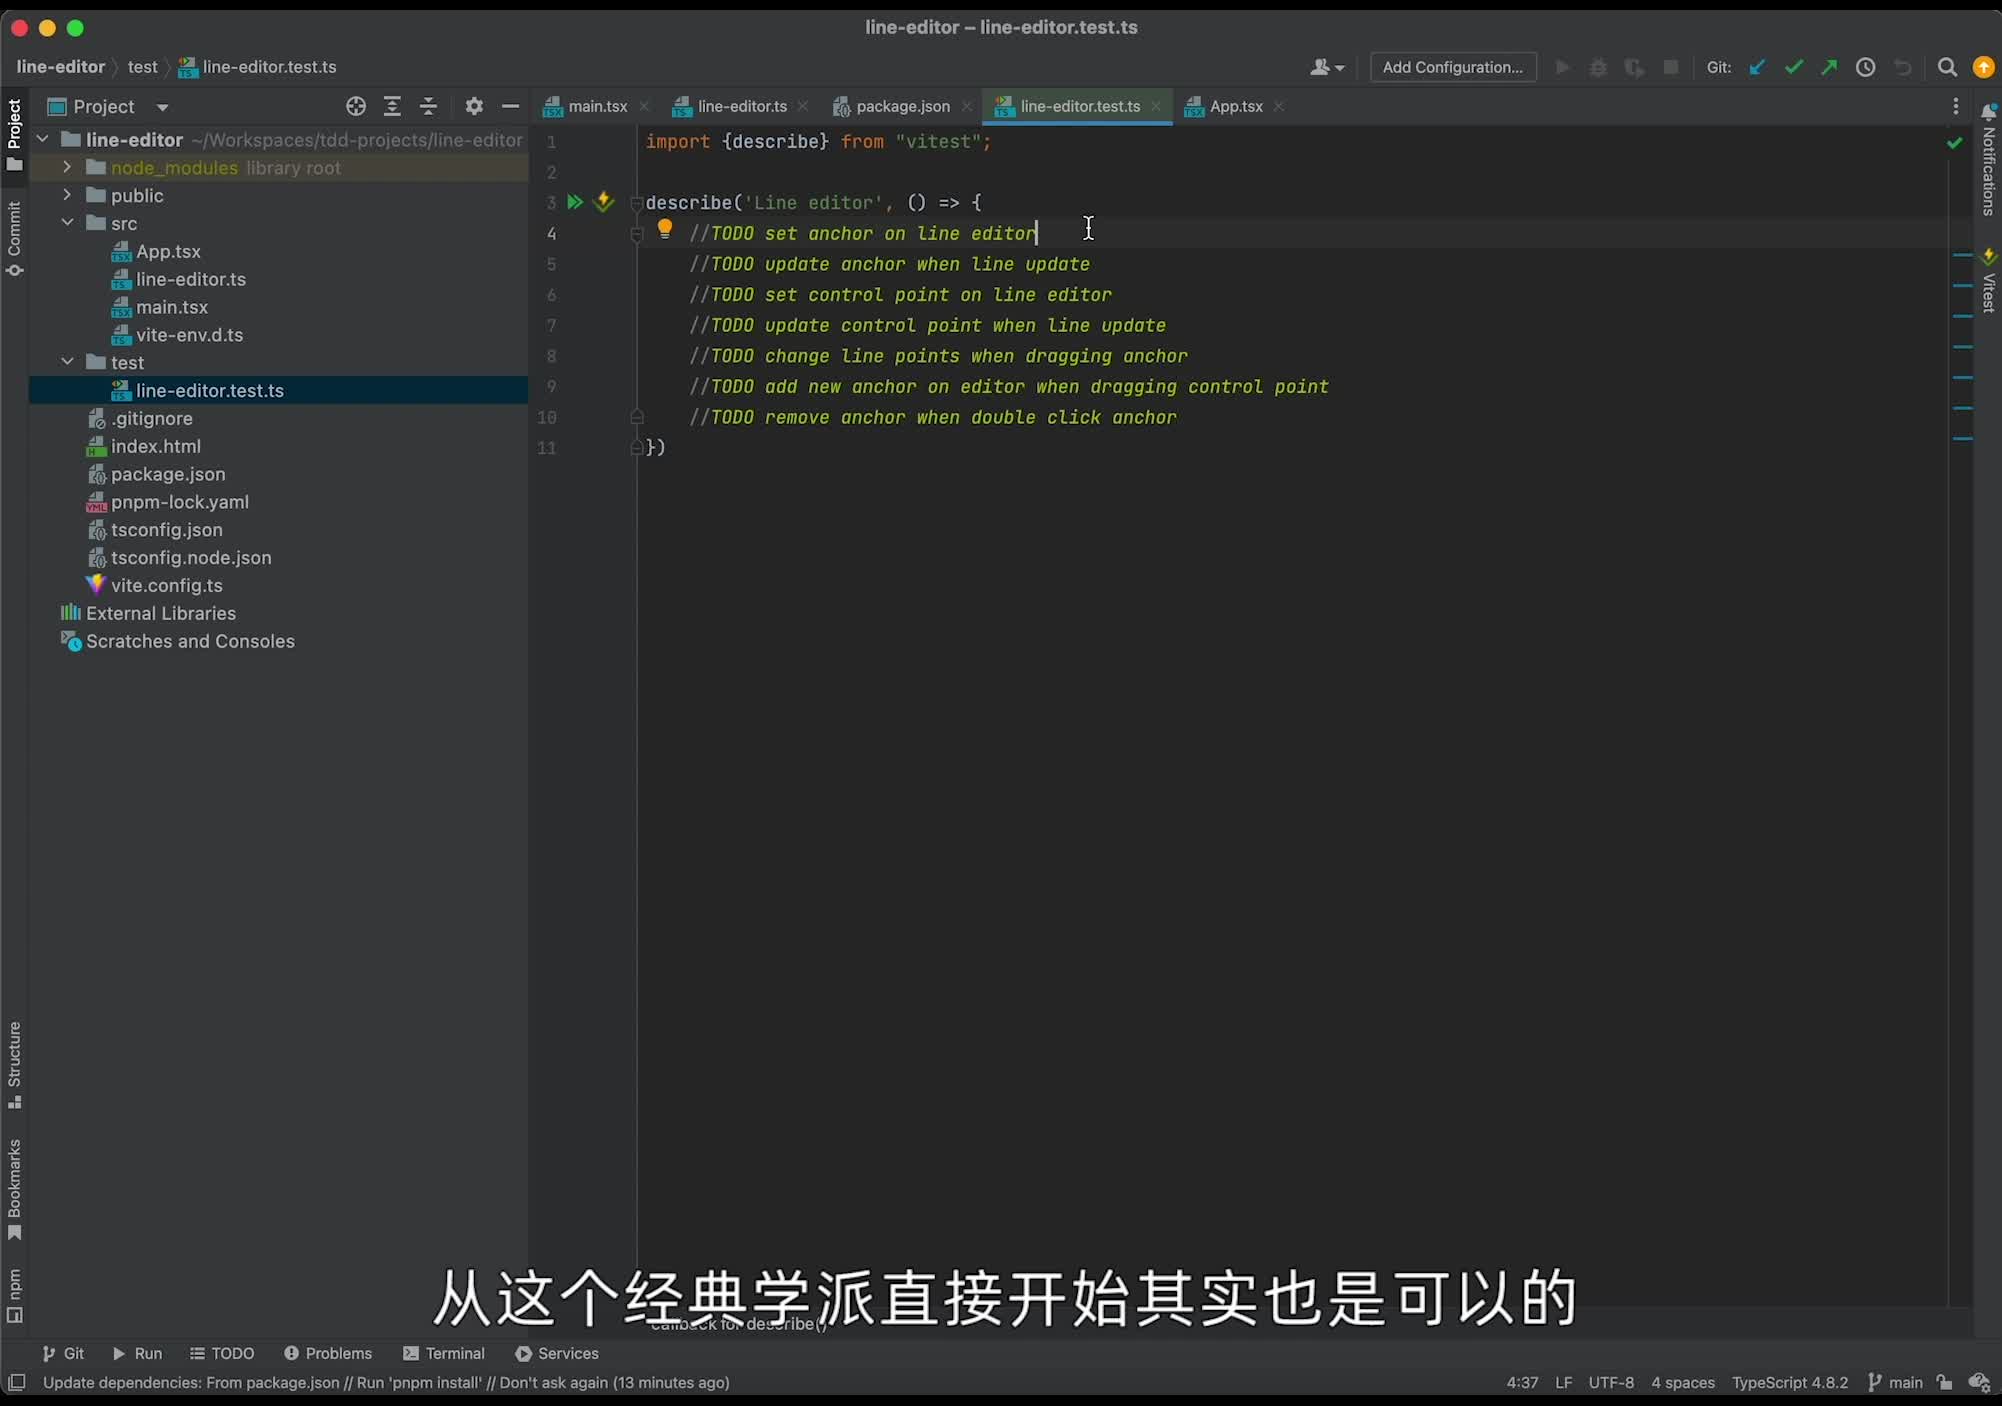 line-editor – line-editor.test.ts
line-editor test line-editor.test.ts
Add Configuration...
Git:
Project
main.tsx
line-editor.ts
package.json
line-editor.test.ts
App.tsx
Project
Commit
Structure
Bookmarks
npm
line-editor ~/Workspaces/tdd-projects/line-editor
node_modules library root
public
src
App.tsx
line-editor.ts
main.tsx
vite-env.d.ts
test
line-editor.test.ts
.gitignore
index.html
package.json
pnpm-lock.yaml
tsconfig.json
tsconfig.node.json
vite.config.ts
External Libraries
Scratches and Consoles
1 import {describe} from "vitest";
2
3 describe('Line editor', () => {
4 //TODO set anchor on line editor
5 //TODO update anchor when line update
6 //TODO set control point on line editor
7 //TODO update control point when line update
8 //TODO change line points when dragging anchor
9 //TODO add new anchor on editor when dragging control point
10 //TODO remove anchor when double click anchor
11 })
Notifications
Vitest
从这个经典学派直接开始其实也是可以的
callback for describe()
Git Run TODO Problems Terminal Services
Update dependencies: From package.json // Run 'pnpm install' // Don't ask again (13 minutes ago)
4:37 LF UTF-8 4 spaces TypeScript 4.8.2 main